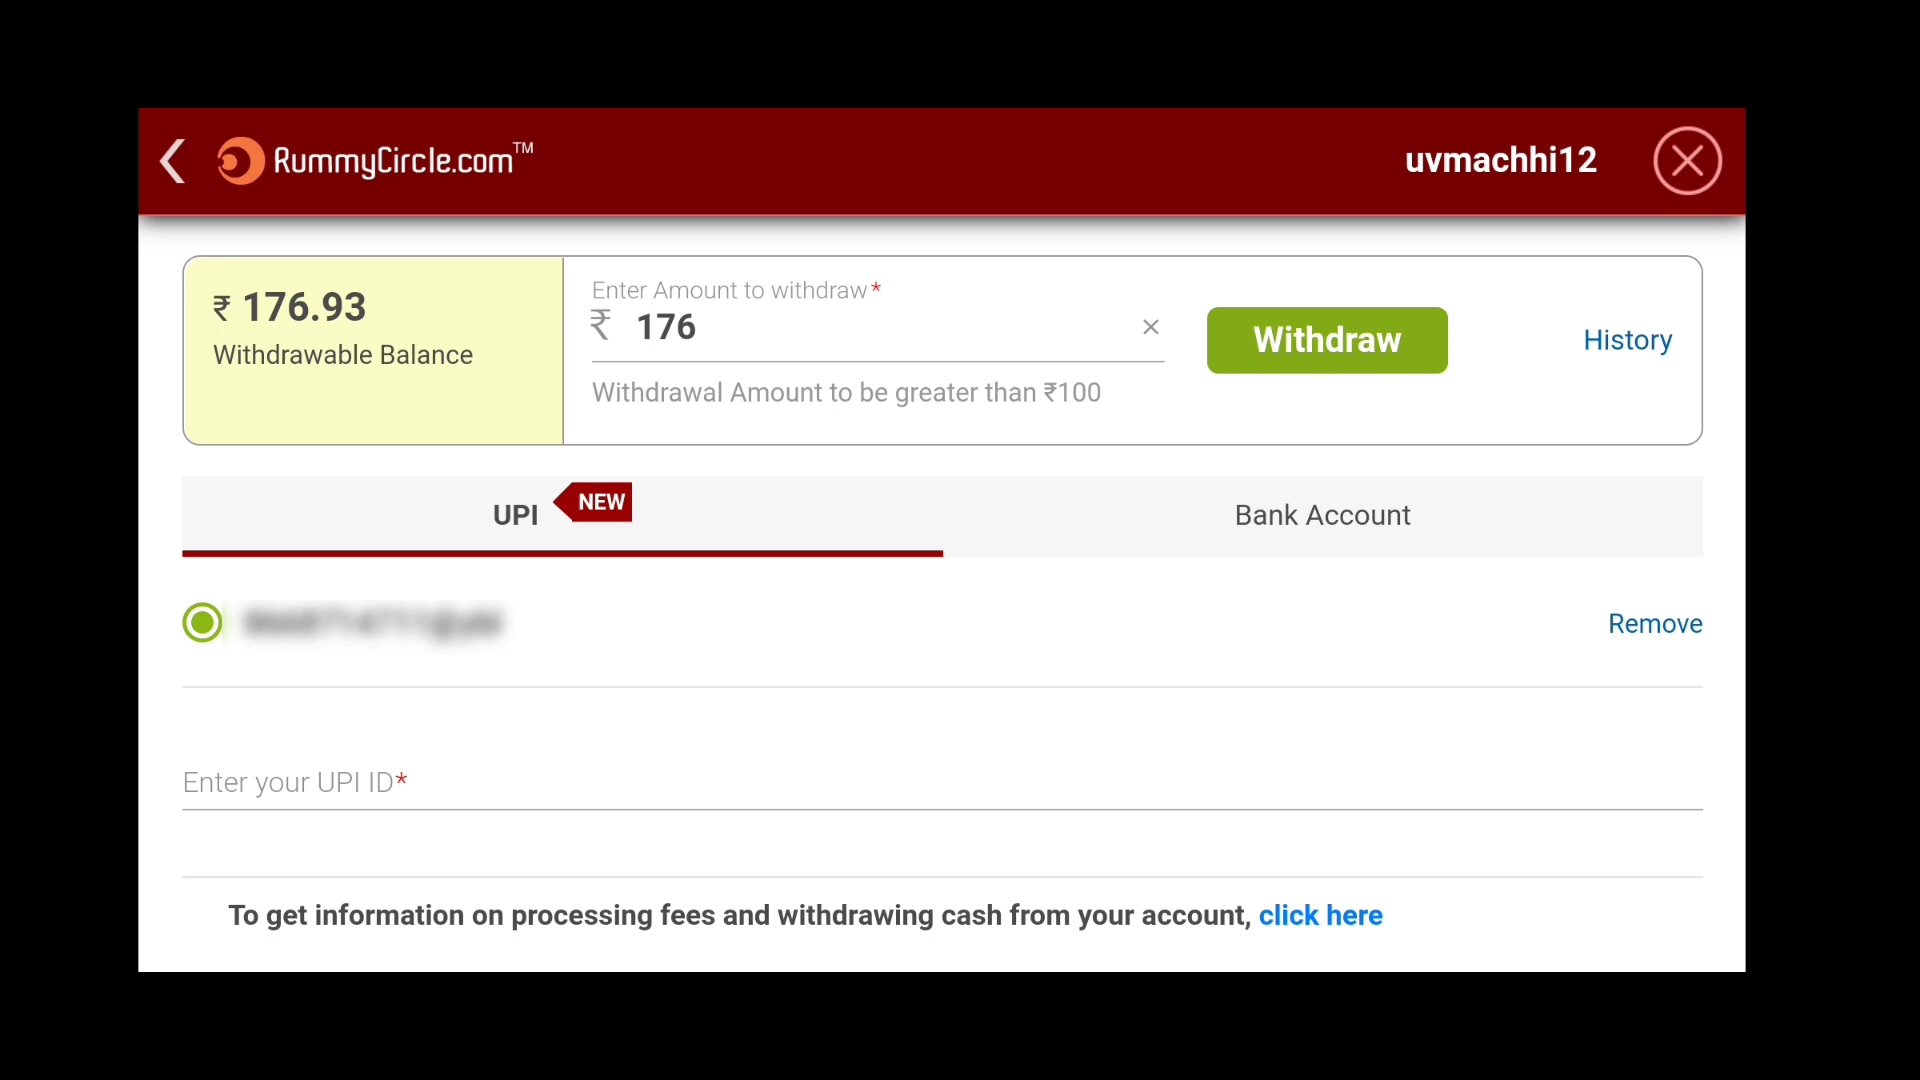 RummyCircle.com™
uvmachhi12
₹ 176.93
Withdrawable Balance
Enter Amount to withdraw*
₹ 176
Withdrawal Amount to be greater than ₹100
Withdraw
History
UPI
NEW
Bank Account
Remove
Enter your UPI ID*
To get information on processing fees and withdrawing cash from your account, click here